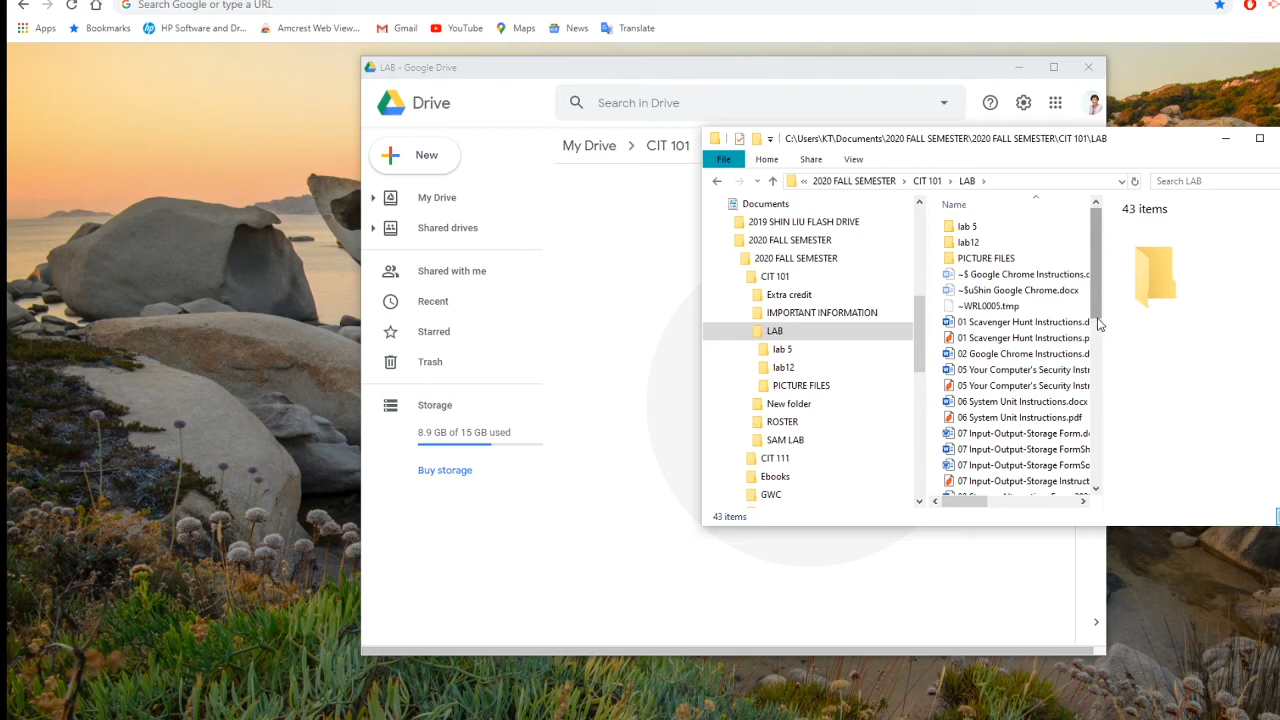 Search Google or type a URL
Apps Bookmarks HP Software and Dr... Amcrest Web View... Gmail YouTube Maps News Translate
LAB - Google Drive
Drive
Search in Drive
New
My Drive
CIT 101
My Drive
Shared drives
Shared with me
Recent
Starred
Trash
Storage
8.9 GB of 15 GB used
Buy storage
C:\Users\KT\Documents\2020 FALL SEMESTER\2020 FALL SEMESTER\CIT 101\LAB
File Home Share View
2020 FALL SEMESTER CIT 101 LAB
Search LAB
Documents
2019 SHIN LIU FLASH DRIVE
2020 FALL SEMESTER
2020 FALL SEMESTER
CIT 101
Extra credit
IMPORTANT INFORMATION
LAB
lab 5
lab12
PICTURE FILES
New folder
ROSTER
SAM LAB
CIT 111
Ebooks
GWC
43 items
Name
lab 5
lab12
PICTURE FILES
~$ Google Chrome Instructions.c
~$uShin Google Chrome.docx
~WRL0005.tmp
01 Scavenger Hunt Instructions.d
01 Scavenger Hunt Instructions.p
02 Google Chrome Instructions.d
05 Your Computer's Security Instr
05 Your Computer's Security Instr
06 System Unit Instructions.docx
06 System Unit Instructions.pdf
07 Input-Output-Storage Form.dc
07 Input-Output-Storage FormSh
07 Input-Output-Storage FormSo
07 Input-Output-Storage Instruct
43 items